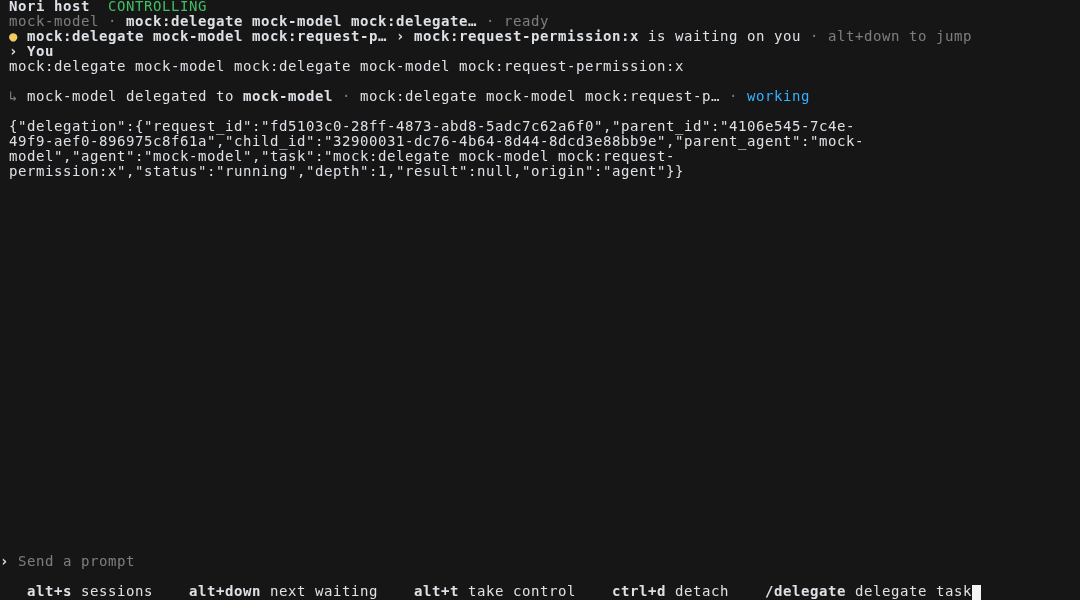 Nori host  CONTROLLING
mock-model · mock:delegate mock-model mock:delegate… · ready
● mock:delegate mock-model mock:request-p… › mock:request-permission:x is waiting on you · alt+down to jump
› You
mock:delegate mock-model mock:delegate mock-model mock:request-permission:x
↳ mock-model delegated to mock-model · mock:delegate mock-model mock:request-p… · working
{"delegation":{"request_id":"fd5103c0-28ff-4873-abd8-5adc7c62a6f0","parent_id":"4106e545-7c4e-
49f9-aef0-896975c8f61a","child_id":"32900031-dc76-4b64-8d44-8dcd3e88bb9e","parent_agent":"mock-
model","agent":"mock-model","task":"mock:delegate mock-model mock:request-
permission:x","status":"running","depth":1,"result":null,"origin":"agent"}}
› Send a prompt
alt+s sessions    alt+down next waiting    alt+t take control    ctrl+d detach    /delegate delegate task